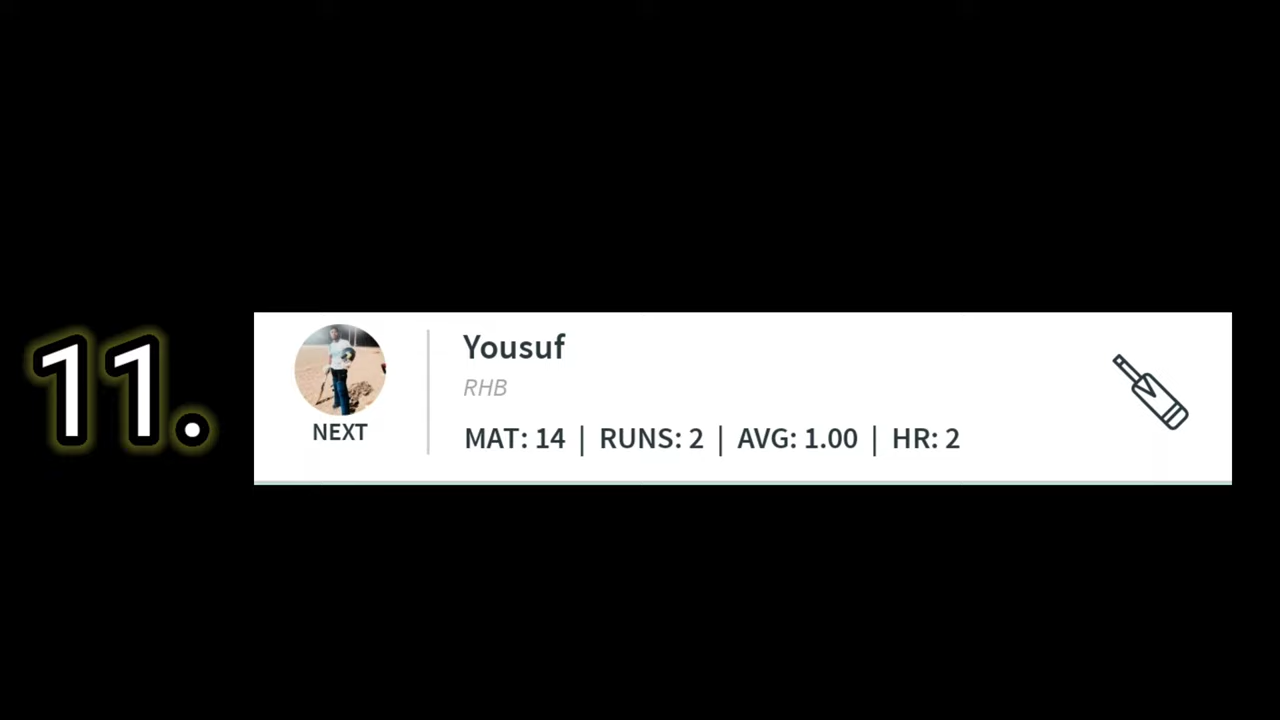 11.
NEXT
Yousuf
RHB
MAT: 14 | RUNS: 2 | AVG: 1.00 | HR: 2